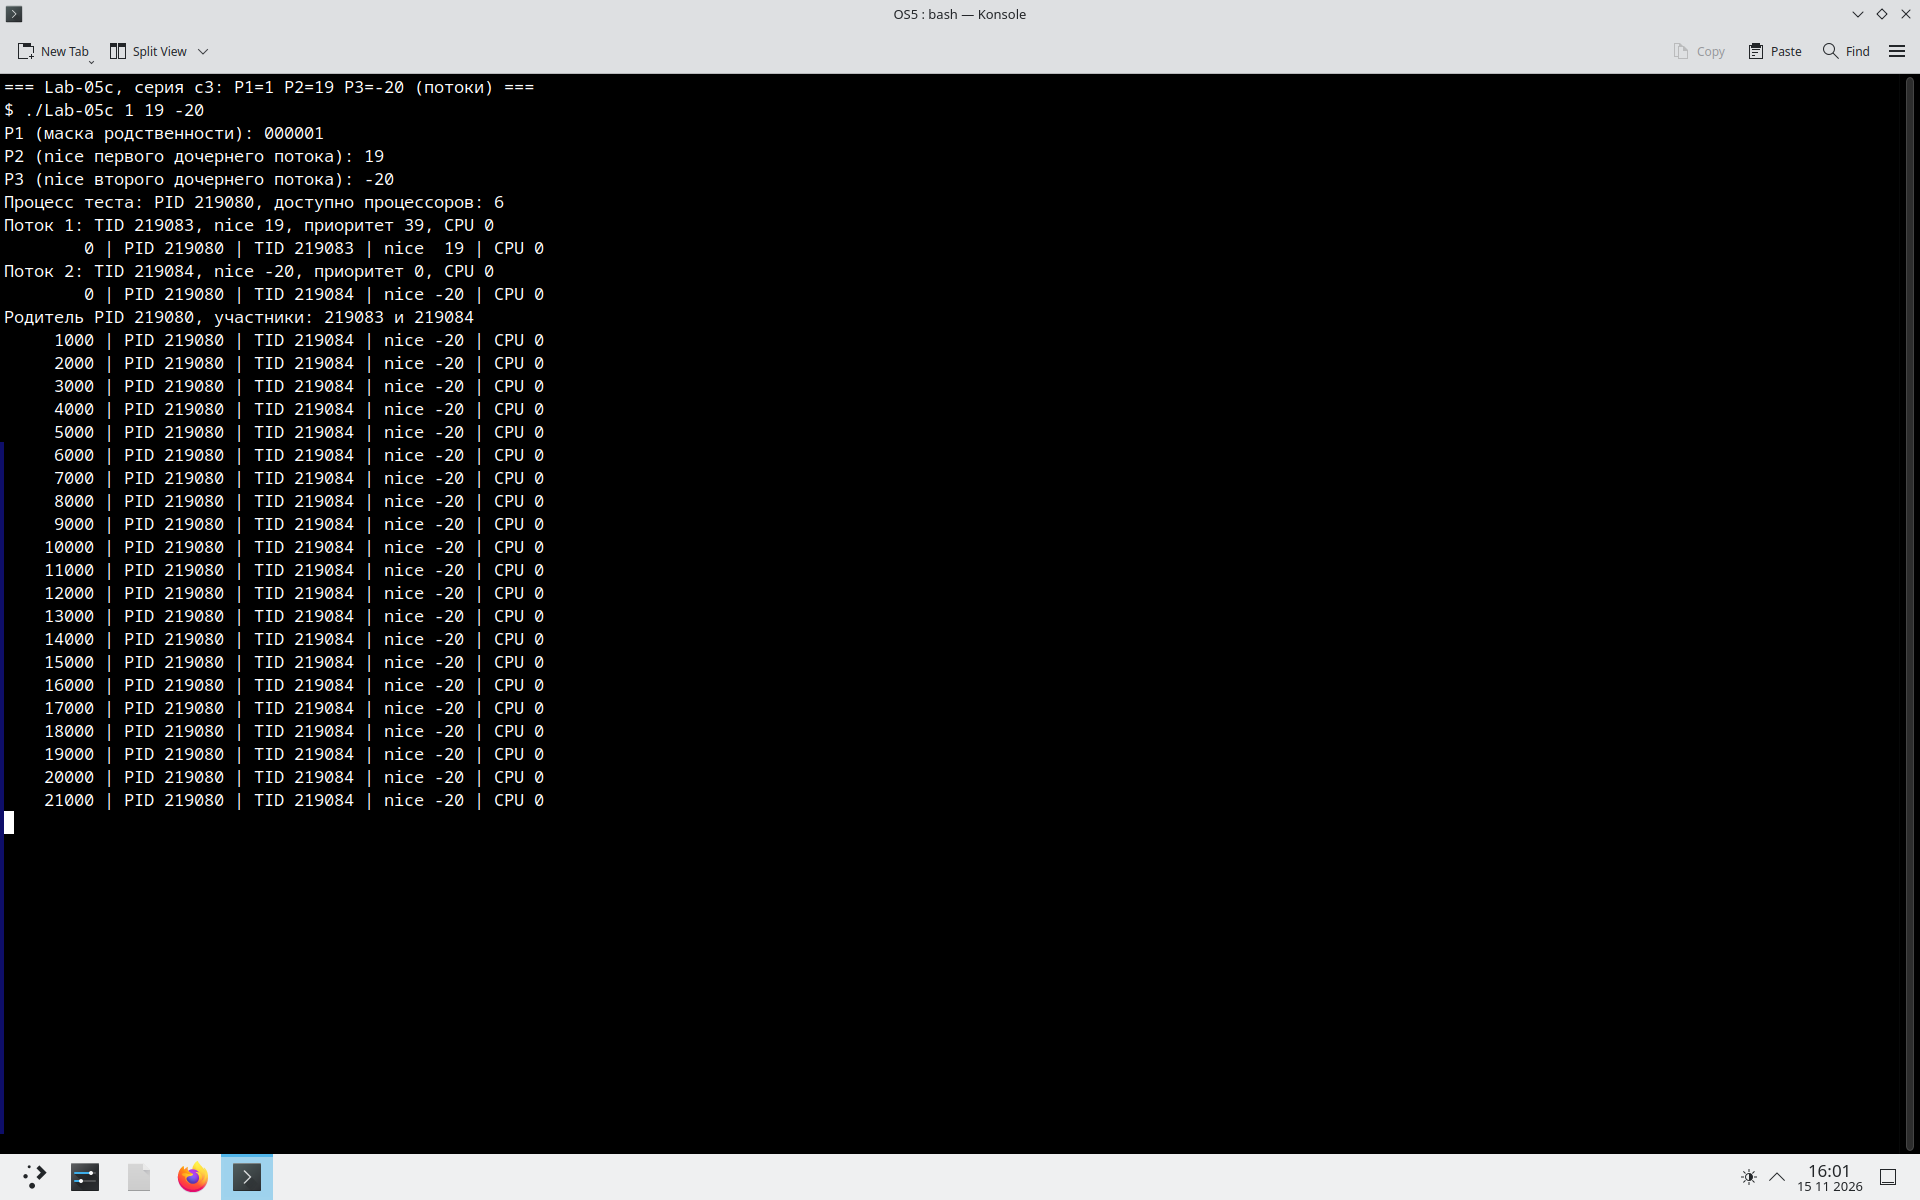 OS5 : bash — Konsole
New Tab Split View Copy Paste Find
=== Lab-05c, серия c3: P1=1 P2=19 P3=-20 (потоки) ===
$ ./Lab-05c 1 19 -20
P1 (маска родственности): 000001
P2 (nice первого дочернего потока): 19
P3 (nice второго дочернего потока): -20
Процесс теста: PID 219080, доступно процессоров: 6
Поток 1: TID 219083, nice 19, приоритет 39, CPU 0
0 | PID 219080 | TID 219083 | nice  19 | CPU 0
Поток 2: TID 219084, nice -20, приоритет 0, CPU 0
0 | PID 219080 | TID 219084 | nice -20 | CPU 0
Родитель PID 219080, участники: 219083 и 219084
1000 | PID 219080 | TID 219084 | nice -20 | CPU 0
2000 | PID 219080 | TID 219084 | nice -20 | CPU 0
3000 | PID 219080 | TID 219084 | nice -20 | CPU 0
4000 | PID 219080 | TID 219084 | nice -20 | CPU 0
5000 | PID 219080 | TID 219084 | nice -20 | CPU 0
6000 | PID 219080 | TID 219084 | nice -20 | CPU 0
7000 | PID 219080 | TID 219084 | nice -20 | CPU 0
8000 | PID 219080 | TID 219084 | nice -20 | CPU 0
9000 | PID 219080 | TID 219084 | nice -20 | CPU 0
10000 | PID 219080 | TID 219084 | nice -20 | CPU 0
11000 | PID 219080 | TID 219084 | nice -20 | CPU 0
12000 | PID 219080 | TID 219084 | nice -20 | CPU 0
13000 | PID 219080 | TID 219084 | nice -20 | CPU 0
14000 | PID 219080 | TID 219084 | nice -20 | CPU 0
15000 | PID 219080 | TID 219084 | nice -20 | CPU 0
16000 | PID 219080 | TID 219084 | nice -20 | CPU 0
17000 | PID 219080 | TID 219084 | nice -20 | CPU 0
18000 | PID 219080 | TID 219084 | nice -20 | CPU 0
19000 | PID 219080 | TID 219084 | nice -20 | CPU 0
20000 | PID 219080 | TID 219084 | nice -20 | CPU 0
21000 | PID 219080 | TID 219084 | nice -20 | CPU 0
16:01
15 11 2026